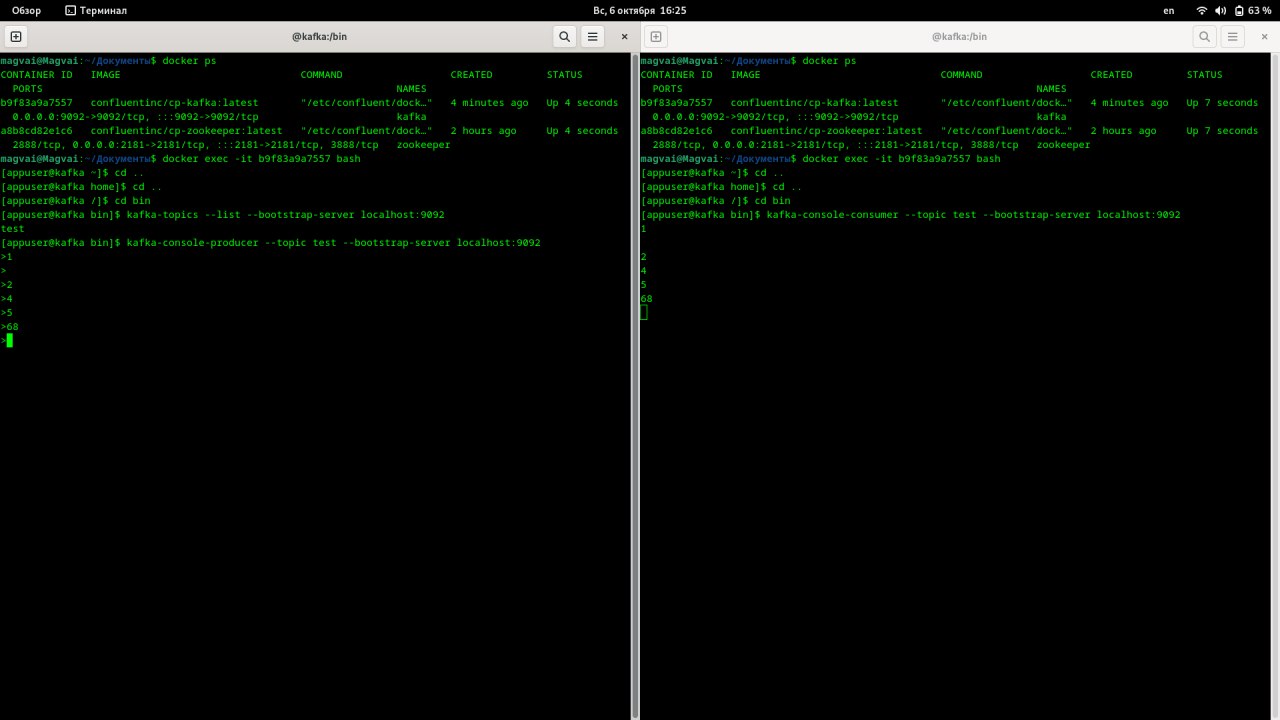 Обзор Терминал Вс, 6 октября 16:25 en 63 %
@kafka:/bin
magvai@Magvai:~/Документы$ docker ps
CONTAINER ID IMAGE COMMAND CREATED STATUS
PORTS NAMES
b9f83a9a7557 confluentinc/cp-kafka:latest "/etc/confluent/dock…" 4 minutes ago Up 4 seconds
0.0.0.0:9092->9092/tcp, :::9092->9092/tcp kafka
a8b8cd82e1c6 confluentinc/cp-zookeeper:latest "/etc/confluent/dock…" 2 hours ago Up 4 seconds
2888/tcp, 0.0.0.0:2181->2181/tcp, :::2181->2181/tcp, 3888/tcp zookeeper
magvai@Magvai:~/Документы$ docker exec -it b9f83a9a7557 bash
[appuser@kafka ~]$ cd ..
[appuser@kafka home]$ cd ..
[appuser@kafka /]$ cd bin
[appuser@kafka bin]$ kafka-topics --list --bootstrap-server localhost:9092
test
[appuser@kafka bin]$ kafka-console-producer --topic test --bootstrap-server localhost:9092
>1
>
>2
>4
>5
>68
>
@kafka:/bin
magvai@Magvai:~/Документы$ docker ps
CONTAINER ID IMAGE COMMAND CREATED STATUS
PORTS NAMES
b9f83a9a7557 confluentinc/cp-kafka:latest "/etc/confluent/dock…" 4 minutes ago Up 7 seconds
0.0.0.0:9092->9092/tcp, :::9092->9092/tcp kafka
a8b8cd82e1c6 confluentinc/cp-zookeeper:latest "/etc/confluent/dock…" 2 hours ago Up 7 seconds
2888/tcp, 0.0.0.0:2181->2181/tcp, :::2181->2181/tcp, 3888/tcp zookeeper
magvai@Magvai:~/Документы$ docker exec -it b9f83a9a7557 bash
[appuser@kafka ~]$ cd ..
[appuser@kafka home]$ cd ..
[appuser@kafka /]$ cd bin
[appuser@kafka bin]$ kafka-console-consumer --topic test --bootstrap-server localhost:9092
1

2
4
5
68